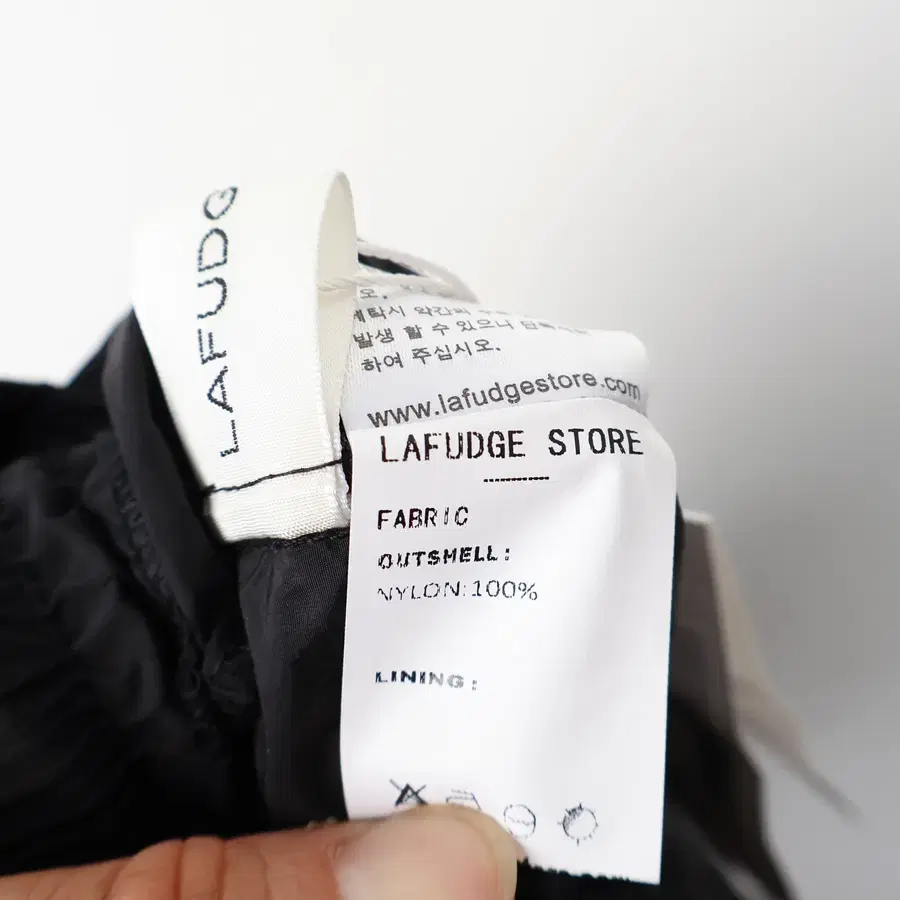 LAFUDG
오.
세탁시 약간의
발생 할 수 있으니
하여 주십시오.
www.lafudgestore.com
LAFUDGE STORE
FABRIC
OUTSHELL:
NYLON:100%
LINING: